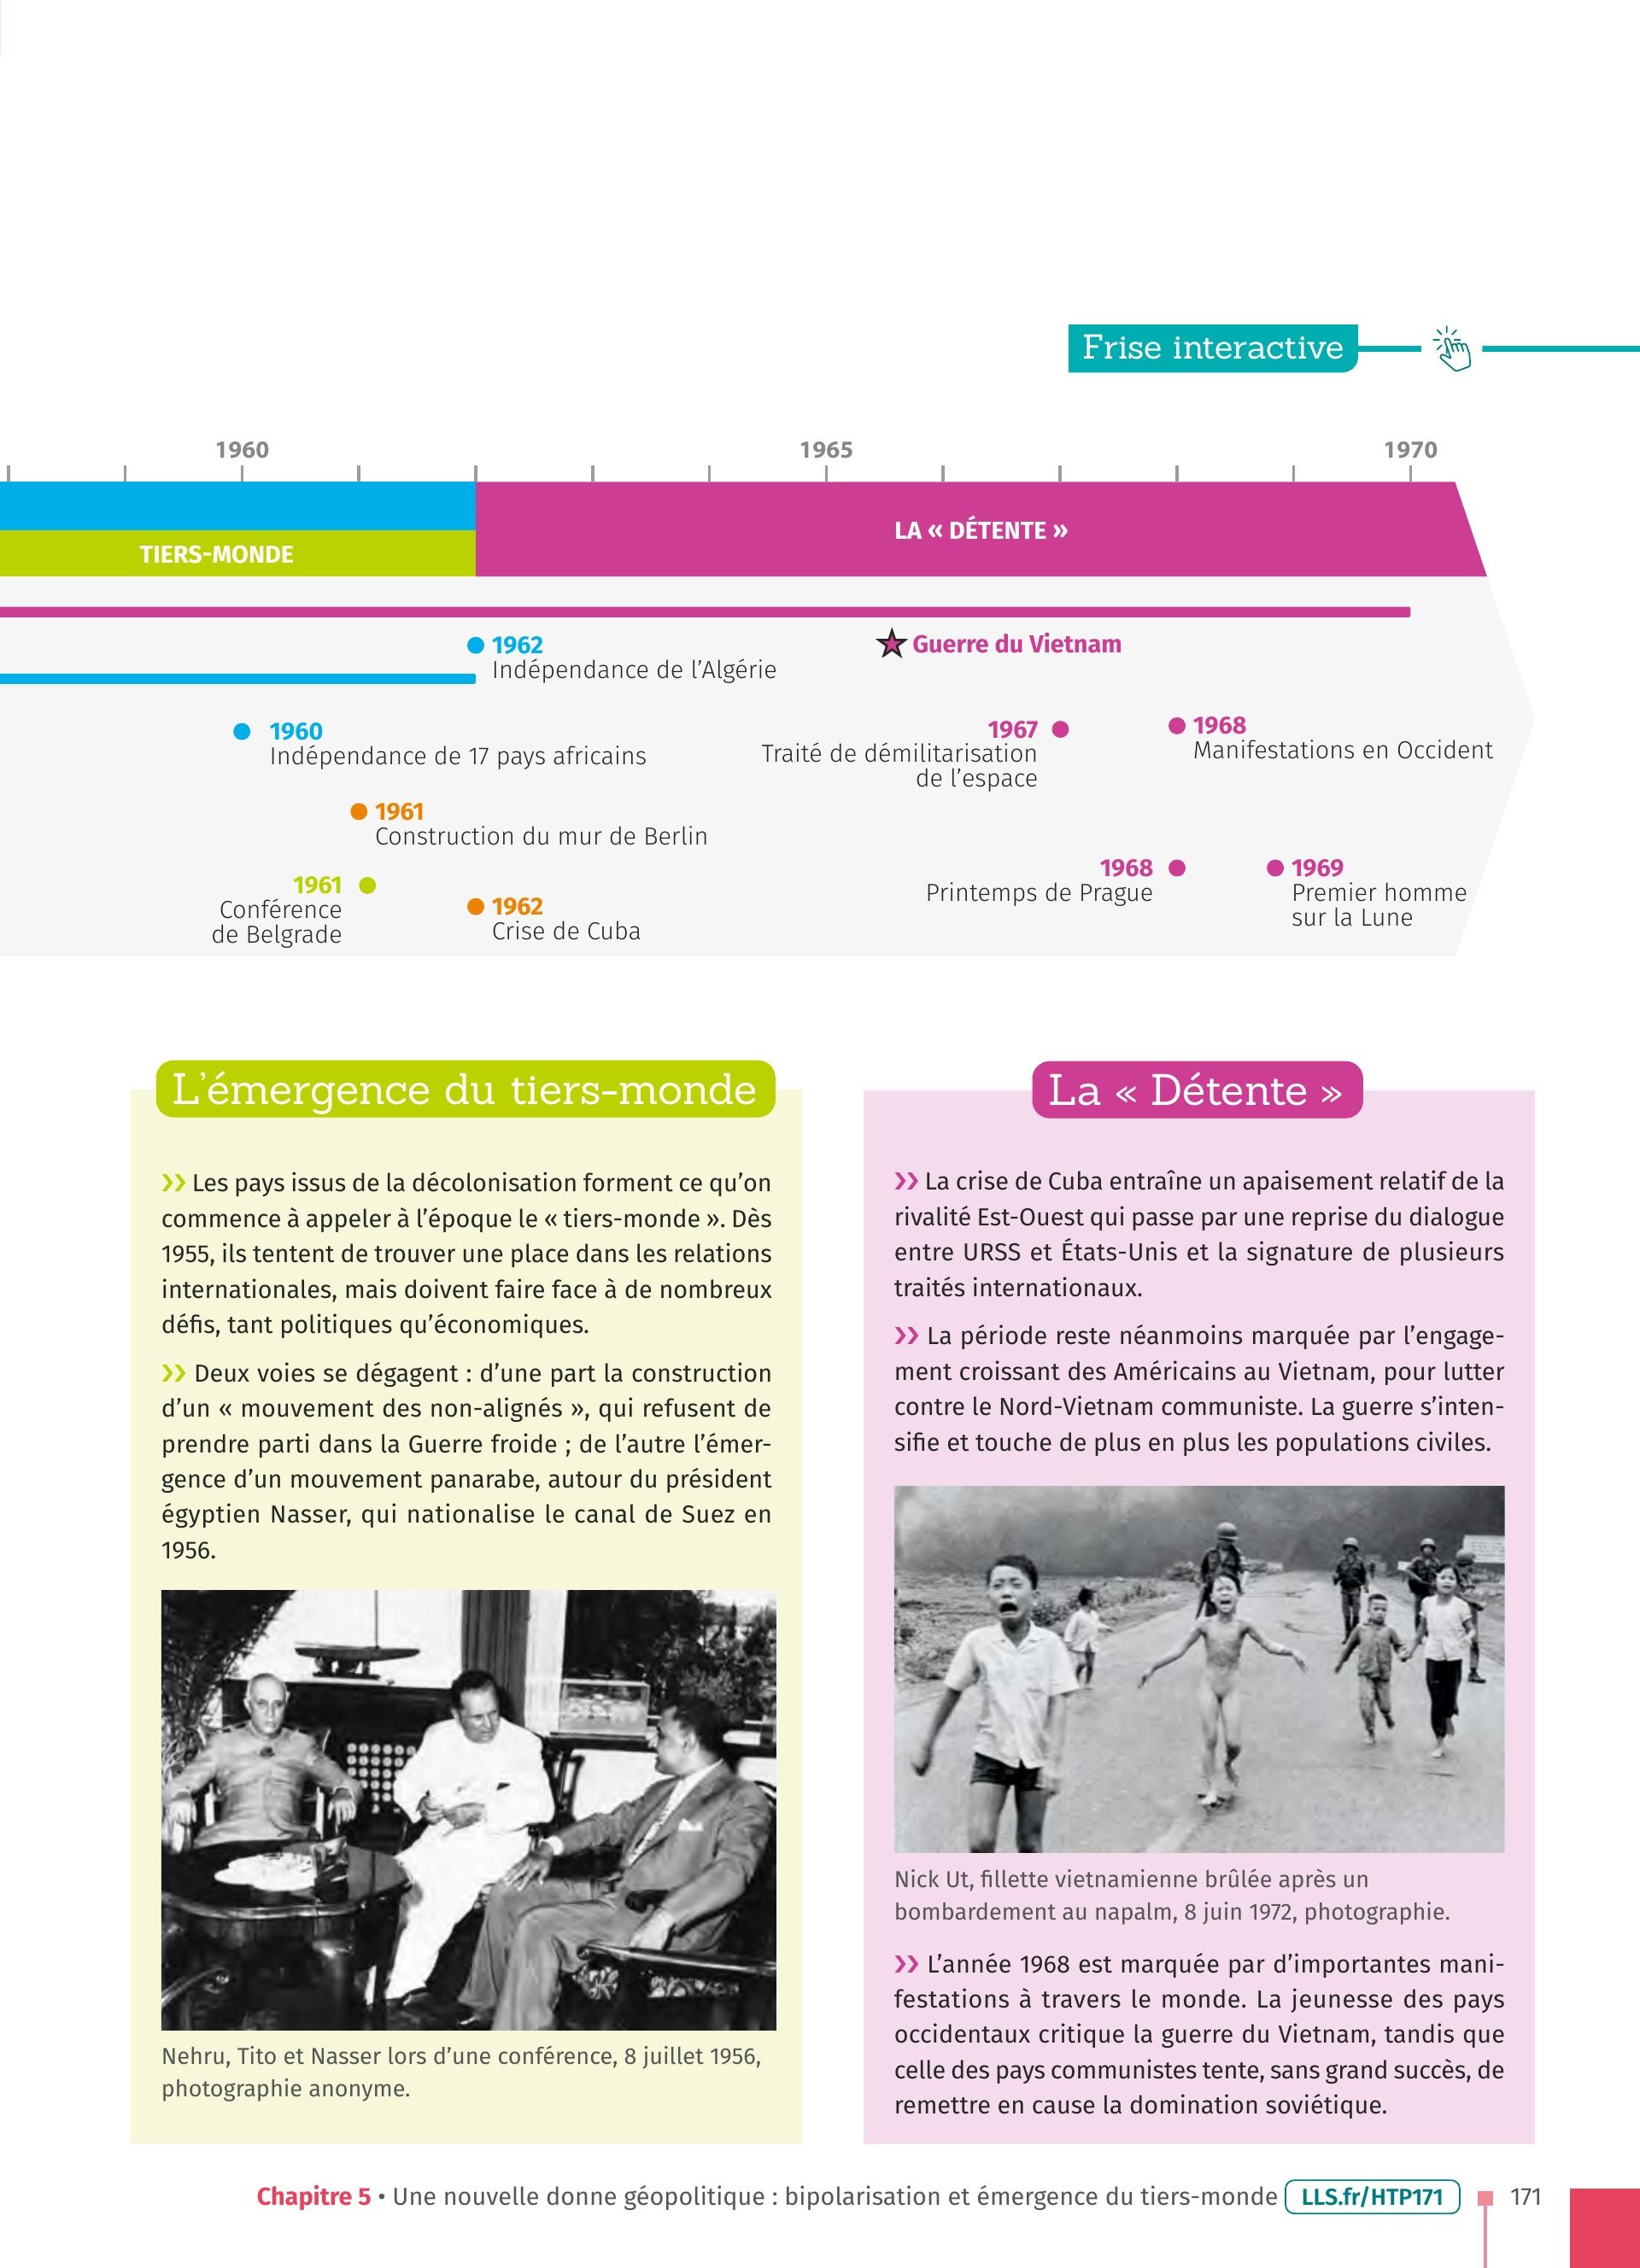 Frise interactive
1960
1965
1970
LA « DÉTENTE »
TIERS-MONDE
1962
Indépendance de l’Algérie
Guerre du Vietnam
1960
Indépendance de 17 pays africains
1967
Traité de démilitarisation
de l’espace
1968
Manifestations en Occident
1961
Construction du mur de Berlin
1961
Conférence
de Belgrade
1962
Crise de Cuba
1968
Printemps de Prague
1969
Premier homme
sur la Lune
L’émergence du tiers-monde
›› Les pays issus de la décolonisation forment ce qu’on
commence à appeler à l’époque le « tiers-monde ». Dès
1955, ils tentent de trouver une place dans les relations
internationales, mais doivent faire face à de nombreux
défis, tant politiques qu’économiques.
›› Deux voies se dégagent : d’une part la construction
d’un « mouvement des non-alignés », qui refusent de
prendre parti dans la Guerre froide ; de l’autre l’émer-
gence d’un mouvement panarabe, autour du président
égyptien Nasser, qui nationalise le canal de Suez en
1956.
Nehru, Tito et Nasser lors d’une conférence, 8 juillet 1956,
photographie anonyme.
La « Détente »
›› La crise de Cuba entraîne un apaisement relatif de la
rivalité Est-Ouest qui passe par une reprise du dialogue
entre URSS et États-Unis et la signature de plusieurs
traités internationaux.
›› La période reste néanmoins marquée par l’engage-
ment croissant des Américains au Vietnam, pour lutter
contre le Nord-Vietnam communiste. La guerre s’inten-
sifie et touche de plus en plus les populations civiles.
Nick Ut, fillette vietnamienne brûlée après un
bombardement au napalm, 8 juin 1972, photographie.
›› L’année 1968 est marquée par d’importantes mani-
festations à travers le monde. La jeunesse des pays
occidentaux critique la guerre du Vietnam, tandis que
celle des pays communistes tente, sans grand succès, de
remettre en cause la domination soviétique.
Chapitre 5 • Une nouvelle donne géopolitique : bipolarisation et émergence du tiers-monde LLS.fr/HTP171 171